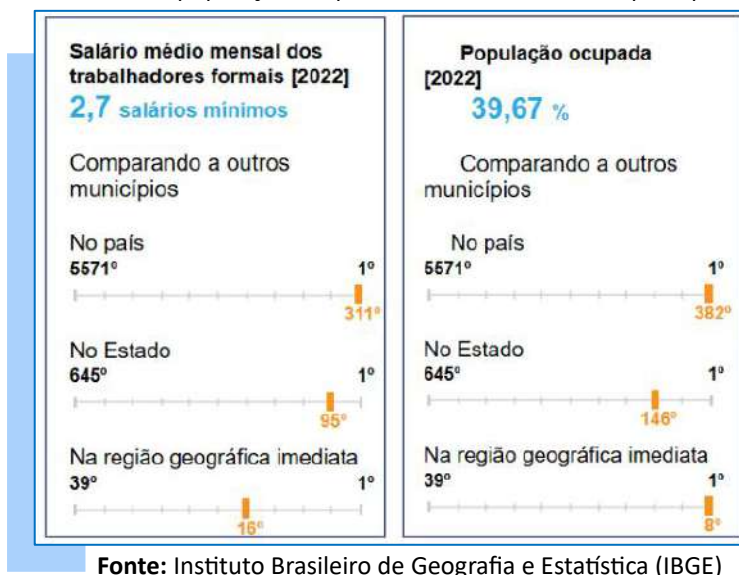 Salário médio mensal dos
trabalhadores formais [2022]
2,7 salários mínimos
Comparando a outros
municípios
No país
5571º 1º
311º
No Estado
645º 1º
95º
Na região geográfica imediata
39º 1º
16º
População ocupada
[2022]
39,67 %
Comparando a outros
municípios
No país
5571º 1º
382º
No Estado
645º 1º
146º
Na região geográfica imediata
39º 1º
8º
Fonte: Instituto Brasileiro de Geografia e Estatística (IBGE)